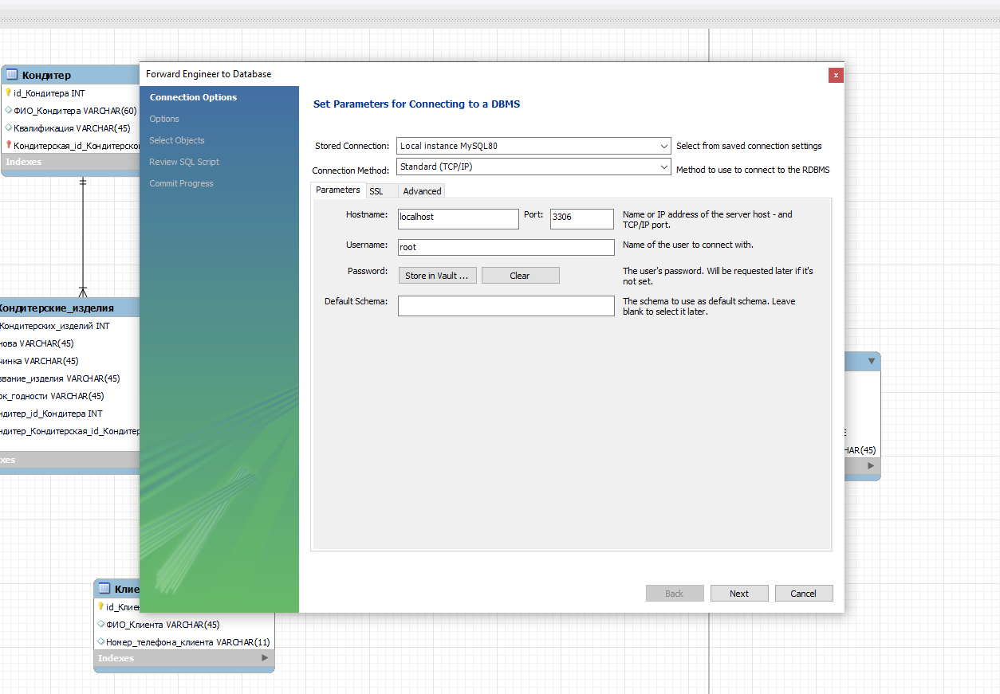 Forward Engineer to Database
x
Connection Options
Options
Select Objects
Review SQL Script
Commit Progress
Set Parameters for Connecting to a DBMS
Stored Connection: Local instance MySQL80 Select from saved connection settings
Connection Method: Standard (TCP/IP) Method to use to connect to the RDBMS
Parameters SSL Advanced
Hostname: localhost Port: 3306 Name or IP address of the server host - and
TCP/IP port.
Username: root Name of the user to connect with.
Password: Store in Vault ... Clear The user's password. Will be requested later if it's
not set.
Default Schema: The schema to use as default schema. Leave
blank to select it later.
Back Next Cancel
Кондитер
id_Кондитера INT
ФИО_Кондитера VARCHAR(60)
Квалификация VARCHAR(45)
Кондитерская_id_Кондитерско
Indexes
Кондитерские_изделия
Кондитерских_изделий INT
нова VARCHAR(45)
чинка VARCHAR(45)
звание_изделия VARCHAR(45)
ок_годности VARCHAR(45)
ндитер_id_Кондитера INT
ндитер_Кондитерская_id_Кондитер
xes
Клие
id_Клиен
ФИО_Клиента VARCHAR(45)
Номер_телефона_клиента VARCHAR(11)
Indexes
E
HAR(45)